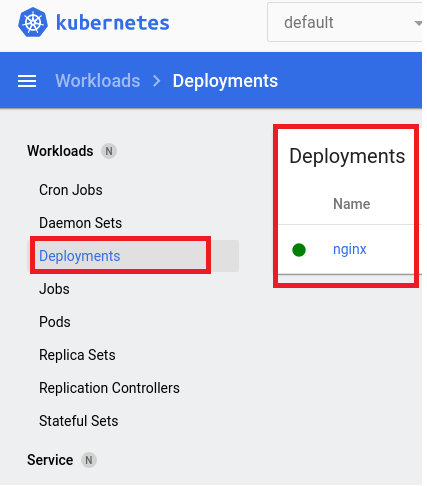 kubernetes
default
Workloads > Deployments
Workloads N
Cron Jobs
Daemon Sets
Deployments
Jobs
Pods
Replica Sets
Replication Controllers
Stateful Sets
Service N
Deployments
Name
nginx